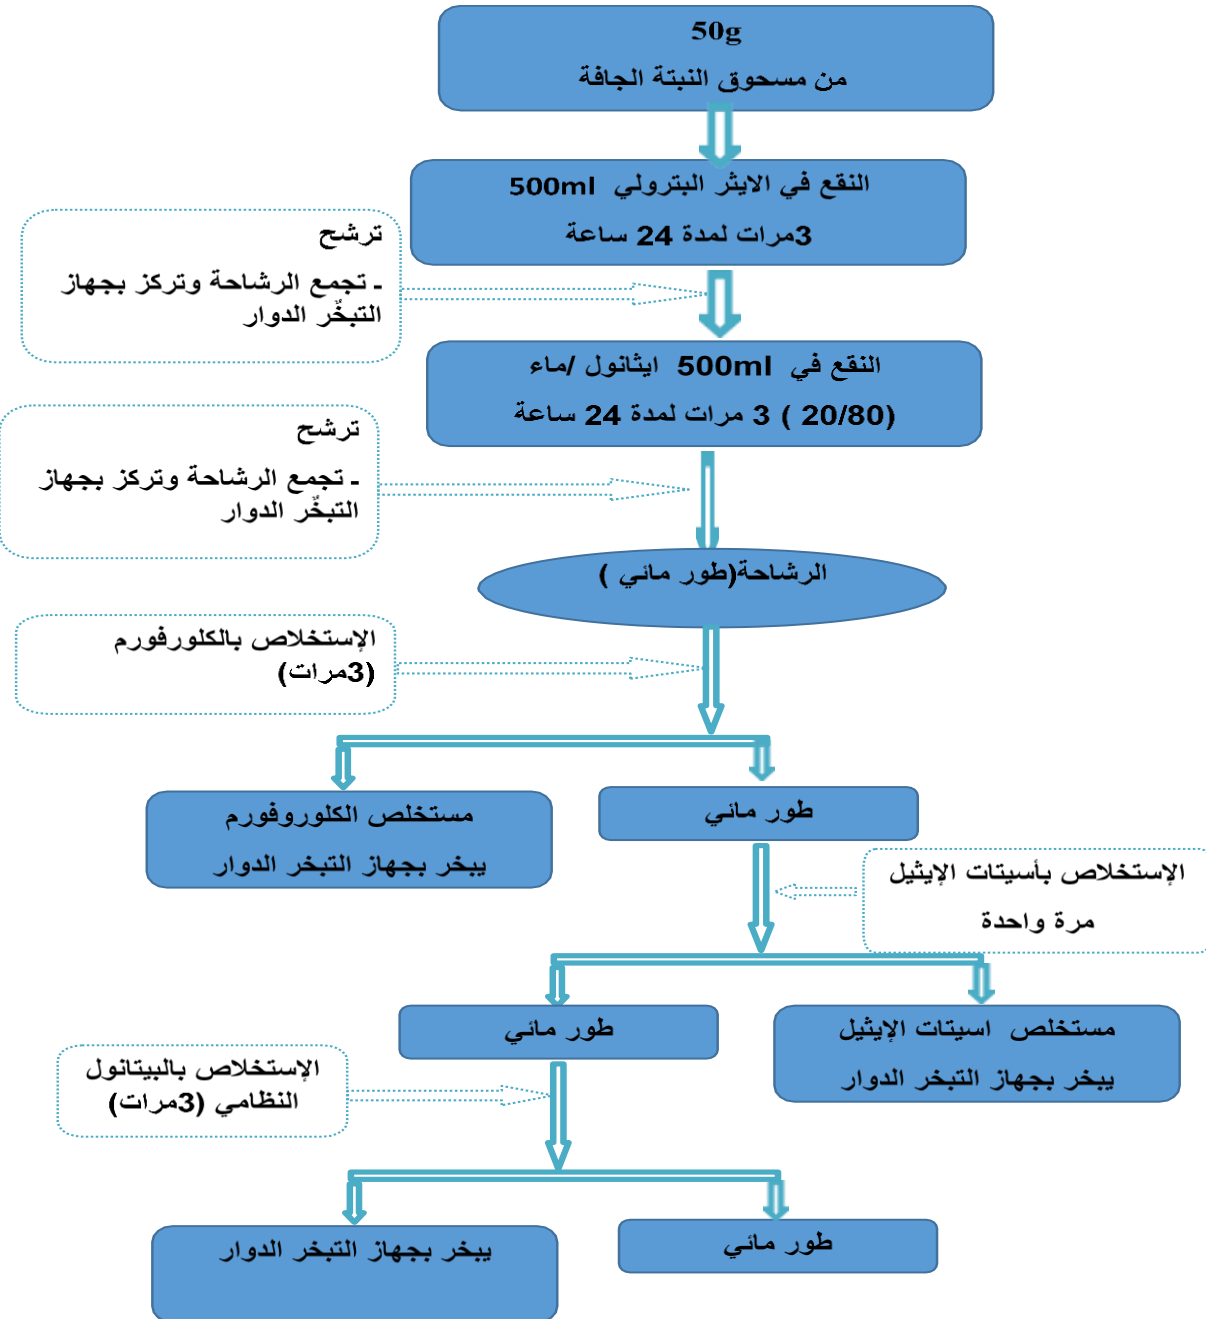 50g
من مسحوق النبتة الجافة
النقع في الايثر البترولي 500ml
3مرات لمدة 24 ساعة
ترشح
ـ تجمع الرشاحة وتركز بجهاز
التبخّر الدوار
النقع في 500ml ايثانول /ماء
(20/80 ) 3 مرات لمدة 24 ساعة
ترشح
ـ تجمع الرشاحة وتركز بجهاز
التبخّر الدوار
الرشاحة(طور مائي )
الإستخلاص بالكلورفورم
(3مرات)
مستخلص الكلوروفورم
يبخر بجهاز التبخر الدوار
طور مائي
الإستخلاص بأسيتات الإيثيل
مرة واحدة
مستخلص اسيتات الإيثيل
يبخر بجهاز التبخر الدوار
طور مائي
الإستخلاص بالبيتانول
النظامي (3مرات)
يبخر بجهاز التبخر الدوار
طور مائي